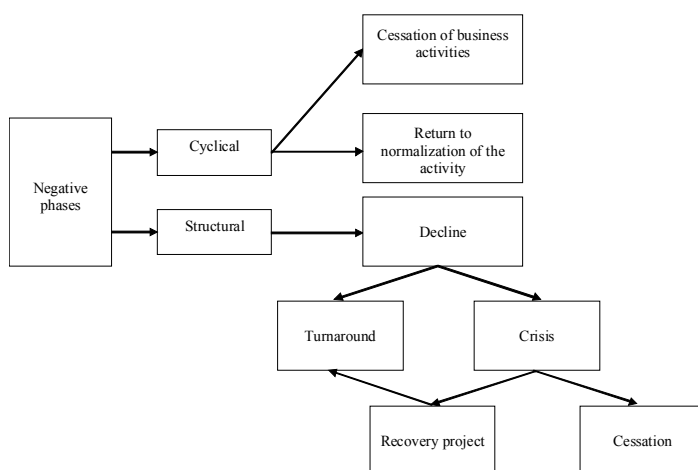 Cessation of business
activities
Cyclical
Return to
normalization of the
activity
Negative
phases
Structural
Decline
Turnaround
Crisis
Recovery project
Cessation